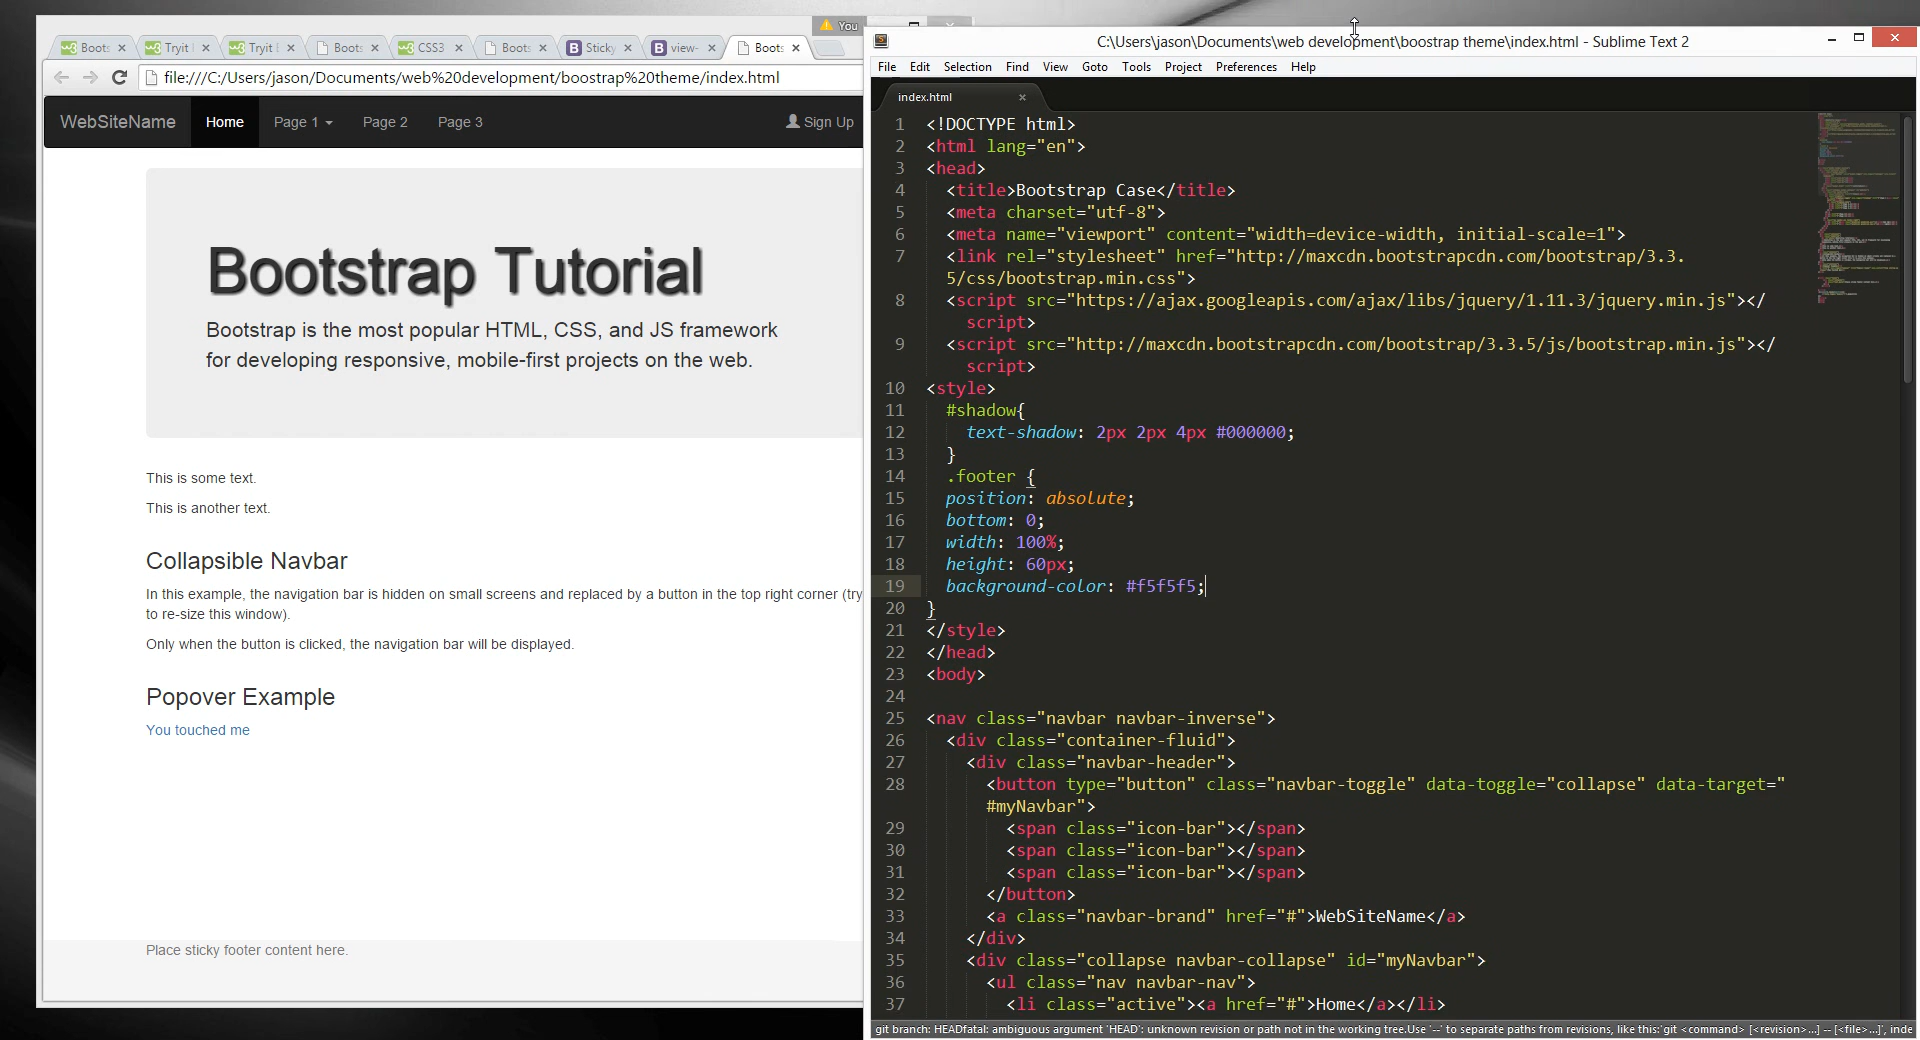 You
Boots
Tryit
Tryit
Boots
CSS3
Boots
Sticky
view-
Boots
file:///C:/Users/jason/Documents/web%20development/boostrap%20theme/index.html
WebSiteName Home Page 1 Page 2 Page 3 Sign Up
Bootstrap Tutorial
Bootstrap is the most popular HTML, CSS, and JS framework
for developing responsive, mobile-first projects on the web.
This is some text.
This is another text.
Collapsible Navbar
In this example, the navigation bar is hidden on small screens and replaced by a button in the top right corner (try
to re-size this window).
Only when the button is clicked, the navigation bar will be displayed.
Popover Example
You touched me
Place sticky footer content here.
C:\Users\jason\Documents\web development\boostrap theme\index.html - Sublime Text 2
File Edit Selection Find View Goto Tools Project Preferences Help
index.html
1 <!DOCTYPE html>
2 <html lang="en">
3 <head>
4 <title>Bootstrap Case</title>
5 <meta charset="utf-8">
6 <meta name="viewport" content="width=device-width, initial-scale=1">
7 <link rel="stylesheet" href="http://maxcdn.bootstrapcdn.com/bootstrap/3.3.
5/css/bootstrap.min.css">
8 <script src="https://ajax.googleapis.com/ajax/libs/jquery/1.11.3/jquery.min.js"></
script>
9 <script src="http://maxcdn.bootstrapcdn.com/bootstrap/3.3.5/js/bootstrap.min.js"></
script>
10 <style>
11 #shadow{
12 text-shadow: 2px 2px 4px #000000;
13 }
14 .footer {
15 position: absolute;
16 bottom: 0;
17 width: 100%;
18 height: 60px;
19 background-color: #f5f5f5;
20 }
21 </style>
22 </head>
23 <body>
24
25 <nav class="navbar navbar-inverse">
26 <div class="container-fluid">
27 <div class="navbar-header">
28 <button type="button" class="navbar-toggle" data-toggle="collapse" data-target="
#myNavbar">
29 <span class="icon-bar"></span>
30 <span class="icon-bar"></span>
31 <span class="icon-bar"></span>
32 </button>
33 <a class="navbar-brand" href="#">WebSiteName</a>
34 </div>
35 <div class="collapse navbar-collapse" id="myNavbar">
36 <ul class="nav navbar-nav">
37 <li class="active"><a href="#">Home</a></li>
git branch: HEADfatal: ambiguous argument 'HEAD': unknown revision or path not in the working tree.Use '--' to separate paths from revisions, like this:'git <command> [<revision>...] -- [<file>...]', inde